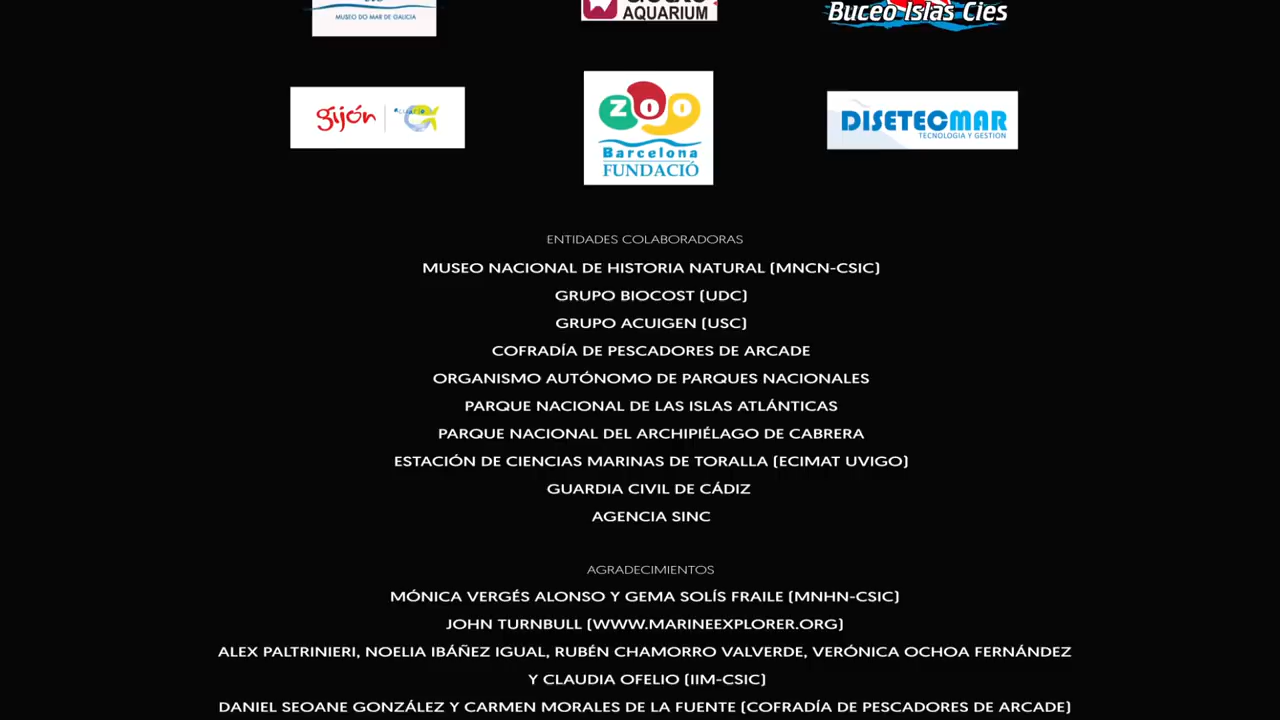 MUSEO DO MAR DE GALICIA
AQUARIUM
Buceo Islas Cies
gijón
ZOO
Barcelona
FUNDACIÓ
DISETECMAR
TECNOLOGIA Y GESTION
ENTIDADES COLABORADORAS
MUSEO NACIONAL DE HISTORIA NATURAL (MNCN-CSIC)
GRUPO BIOCOST (UDC)
GRUPO ACUIGEN (USC)
COFRADÍA DE PESCADORES DE ARCADE
ORGANISMO AUTÓNOMO DE PARQUES NACIONALES
PARQUE NACIONAL DE LAS ISLAS ATLÁNTICAS
PARQUE NACIONAL DEL ARCHIPIÉLAGO DE CABRERA
ESTACIÓN DE CIENCIAS MARINAS DE TORALLA (ECIMAT UVIGO)
GUARDIA CIVIL DE CÁDIZ
AGENCIA SINC
AGRADECIMIENTOS
MÓNICA VERGÉS ALONSO Y GEMA SOLÍS FRAILE (MNHN-CSIC)
JOHN TURNBULL (WWW.MARINEEXPLORER.ORG)
ALEX PALTRINIERI, NOELIA IBÁÑEZ IGUAL, RUBÉN CHAMORRO VALVERDE, VERÓNICA OCHOA FERNÁNDEZ
Y CLAUDIA OFELIO (IIM-CSIC)
DANIEL SEOANE GONZÁLEZ Y CARMEN MORALES DE LA FUENTE (COFRADÍA DE PESCADORES DE ARCADE)